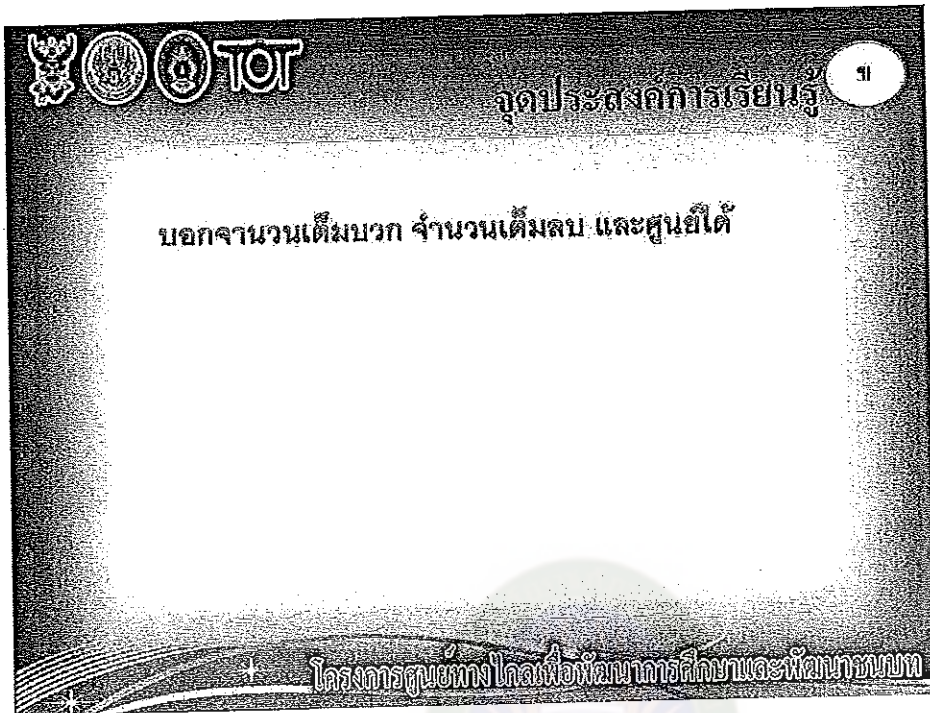 TOT
จุดประสงค์การเรียนรู้
ข
บอกจำนวนเต็มบวก จำนวนเต็มลบ และศูนย์ได้
โครงการศูนย์ทางไกลเพื่อพัฒนาการศึกษาและพัฒนาชนบท